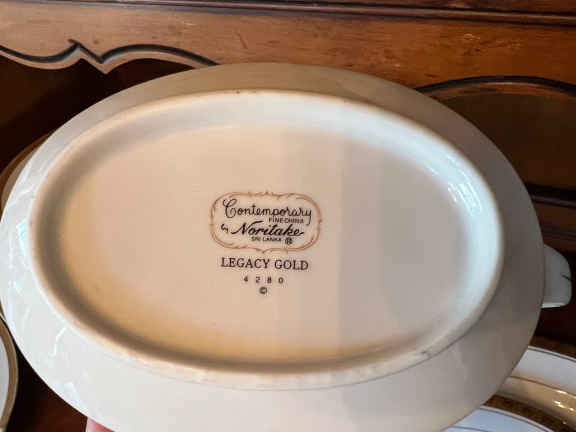 Contemporary
FINE CHINA
by Noritake
SRI LANKA ®
LEGACY GOLD
4280
©